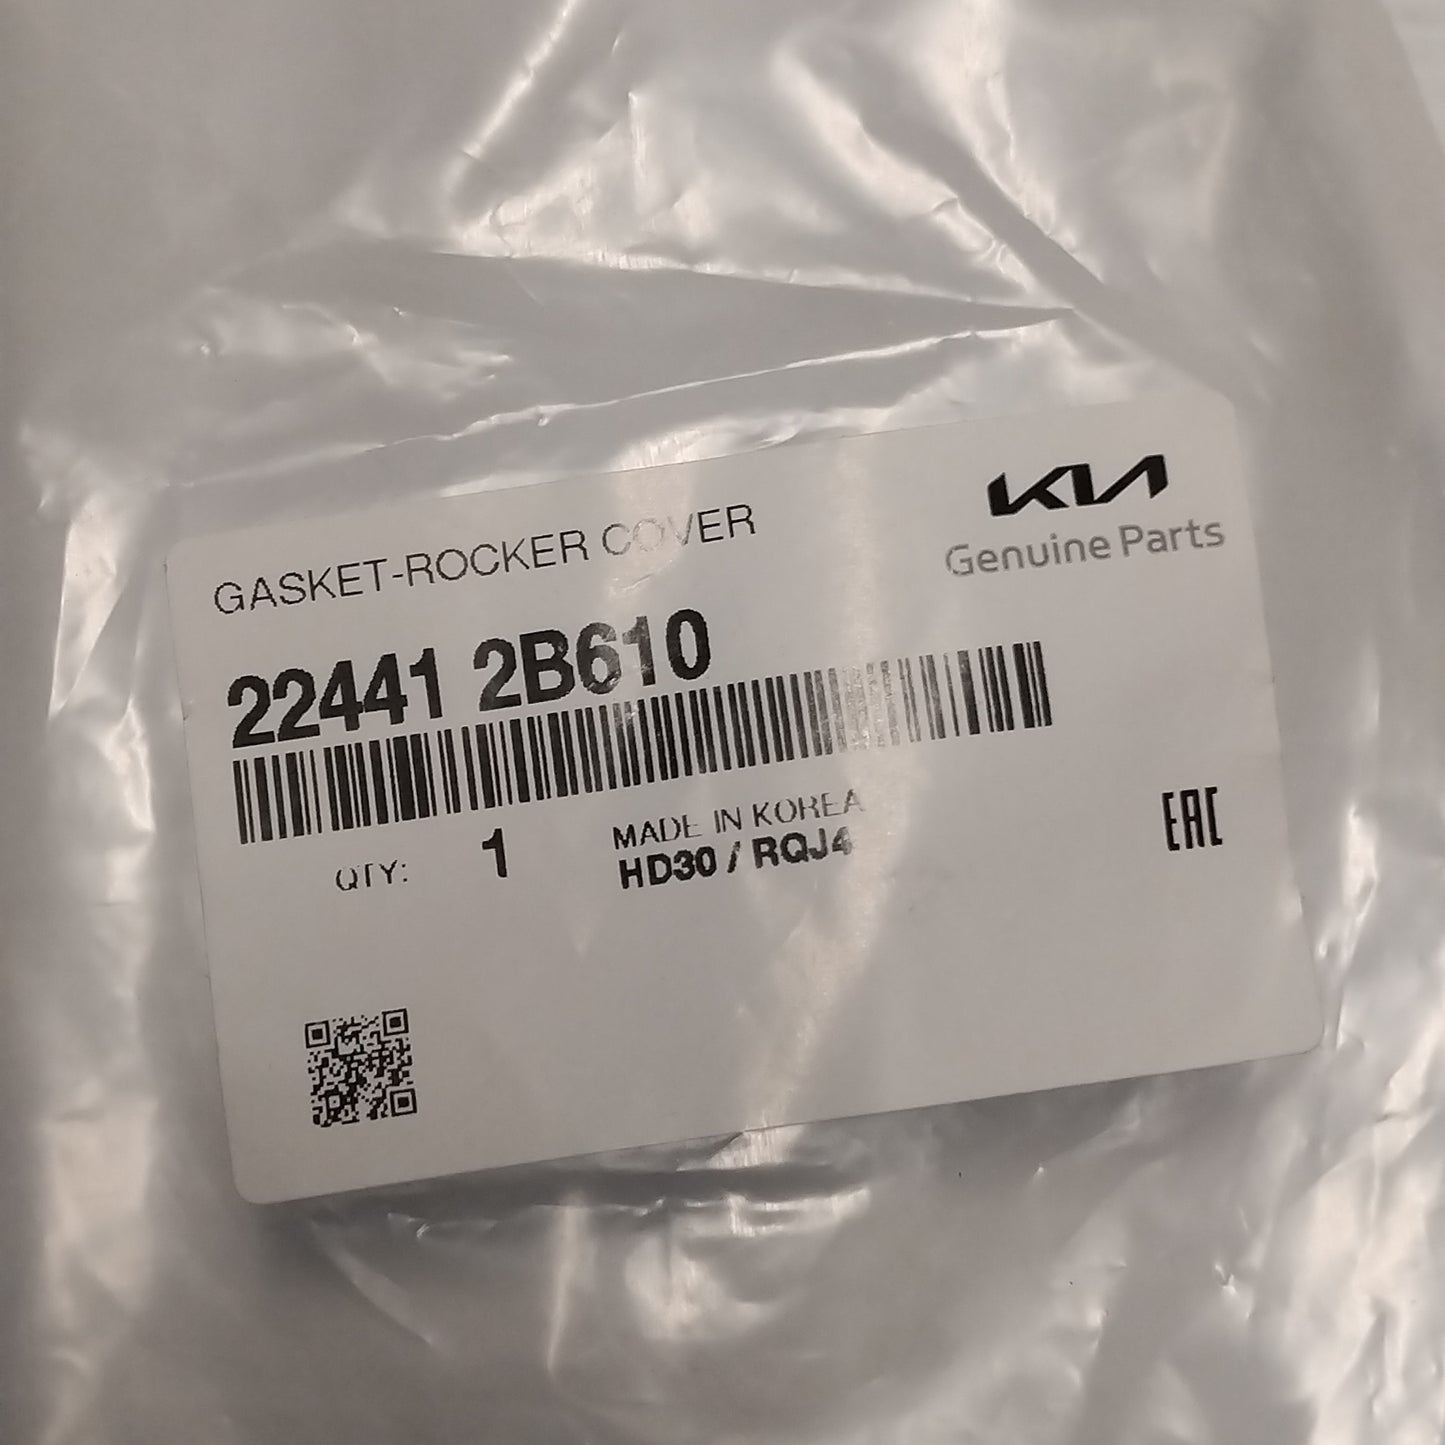 KIA
Genuine Parts
GASKET-ROCKER COVER
22441 2B610
QTY: 1
MADE IN KOREA
HD30 / RQJ4
EAC